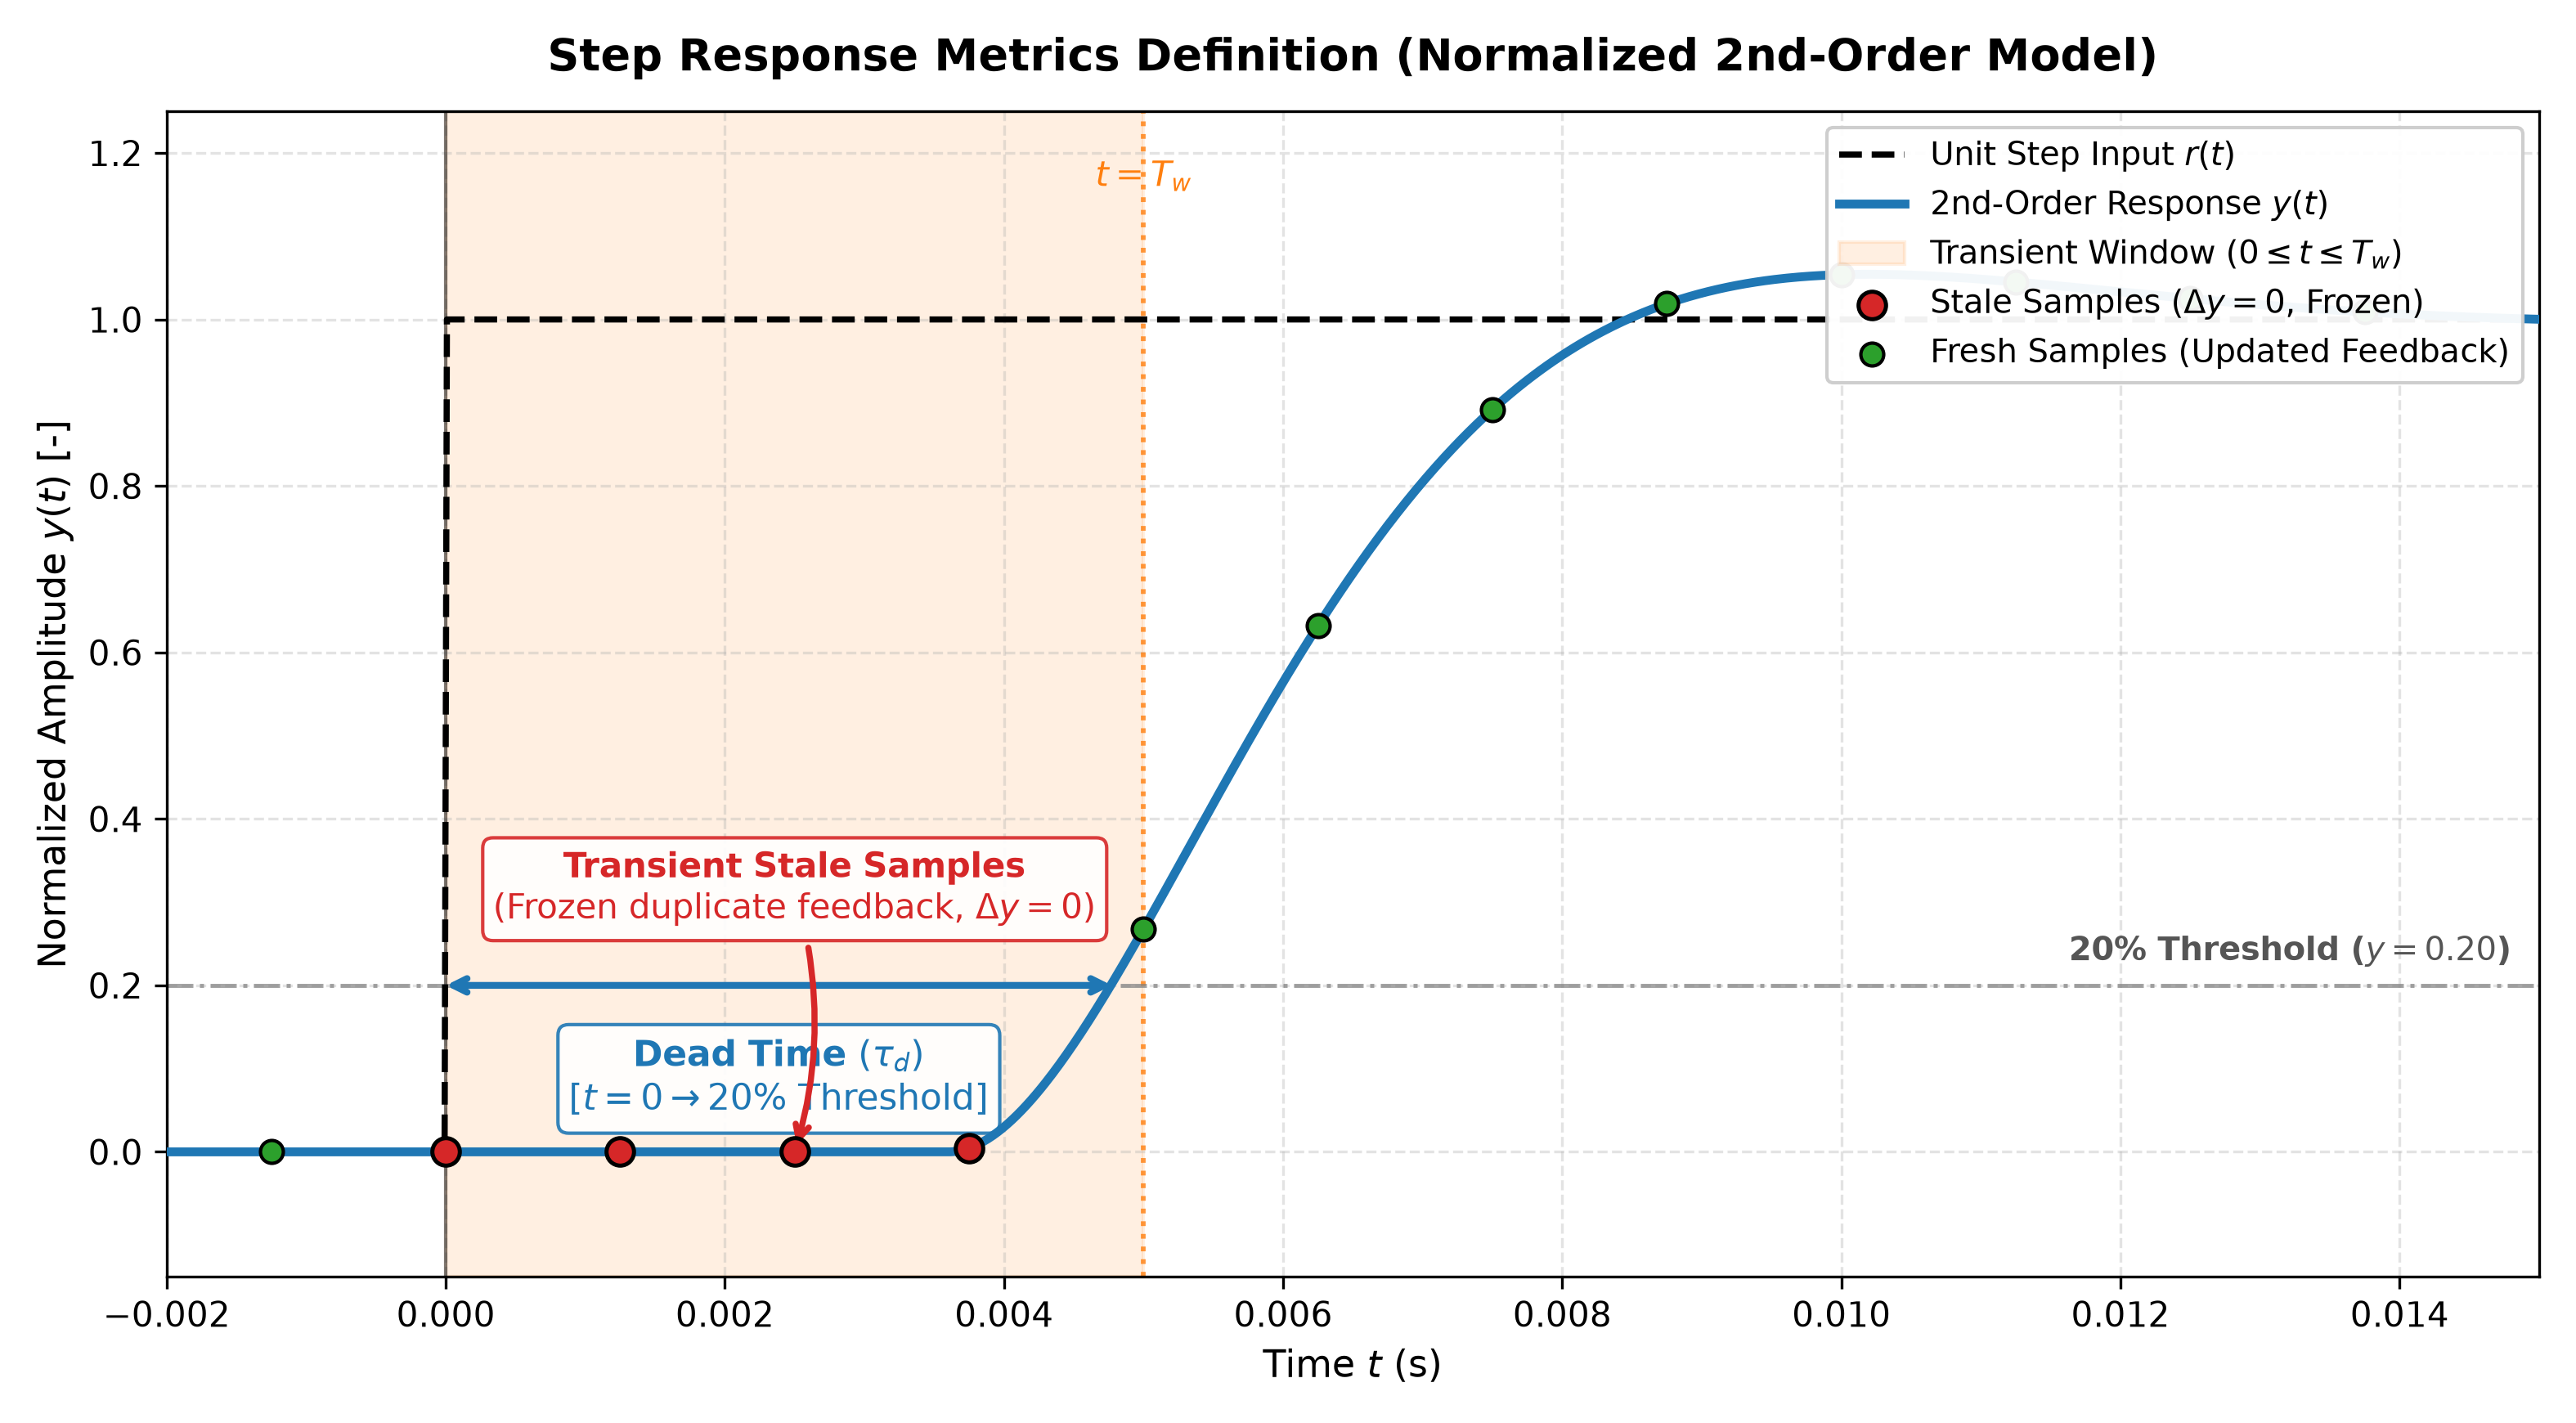 Step Response Metrics Definition (Normalized 2nd-Order Model)
Normalized Amplitude y(t) [-]
1.2
1.0
0.8
0.6
0.4
0.2
0.0
t = T_w
Unit Step Input r(t)
2nd-Order Response y(t)
Transient Window (0 ≤ t ≤ T_w)
Stale Samples (Δy = 0, Frozen)
Fresh Samples (Updated Feedback)
Transient Stale Samples
(Frozen duplicate feedback, Δy = 0)
20% Threshold (y = 0.20)
Dead Time (τ_d)
[t = 0 → 20% Threshold]
−0.002 0.000 0.002 0.004 0.006 0.008 0.010 0.012 0.014
Time t (s)